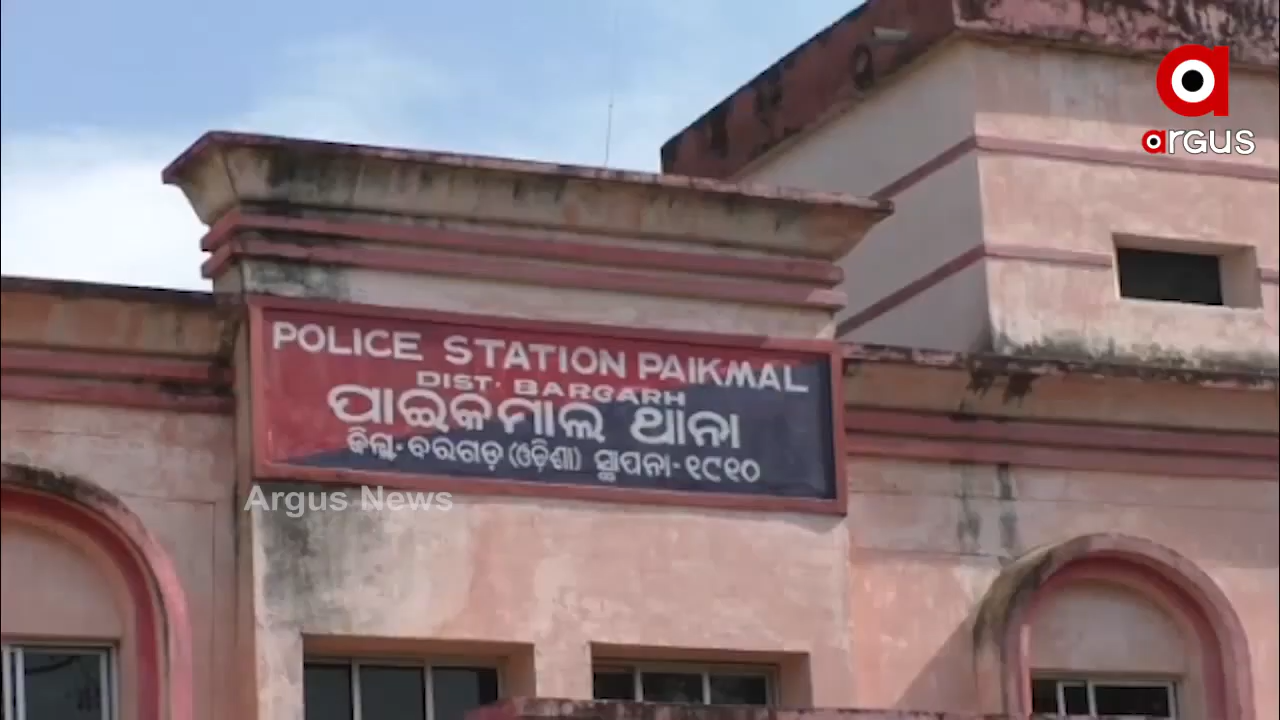 argus
POLICE STATION PAIKMAL
DIST. BARGARH
ପାଇକମାଲ ଥାନା
ଜିଲ୍ଲା- ବରଗଡ଼ (ଓଡ଼ିଶା) ସ୍ଥାପନା- ୧୯୧୦
Argus News